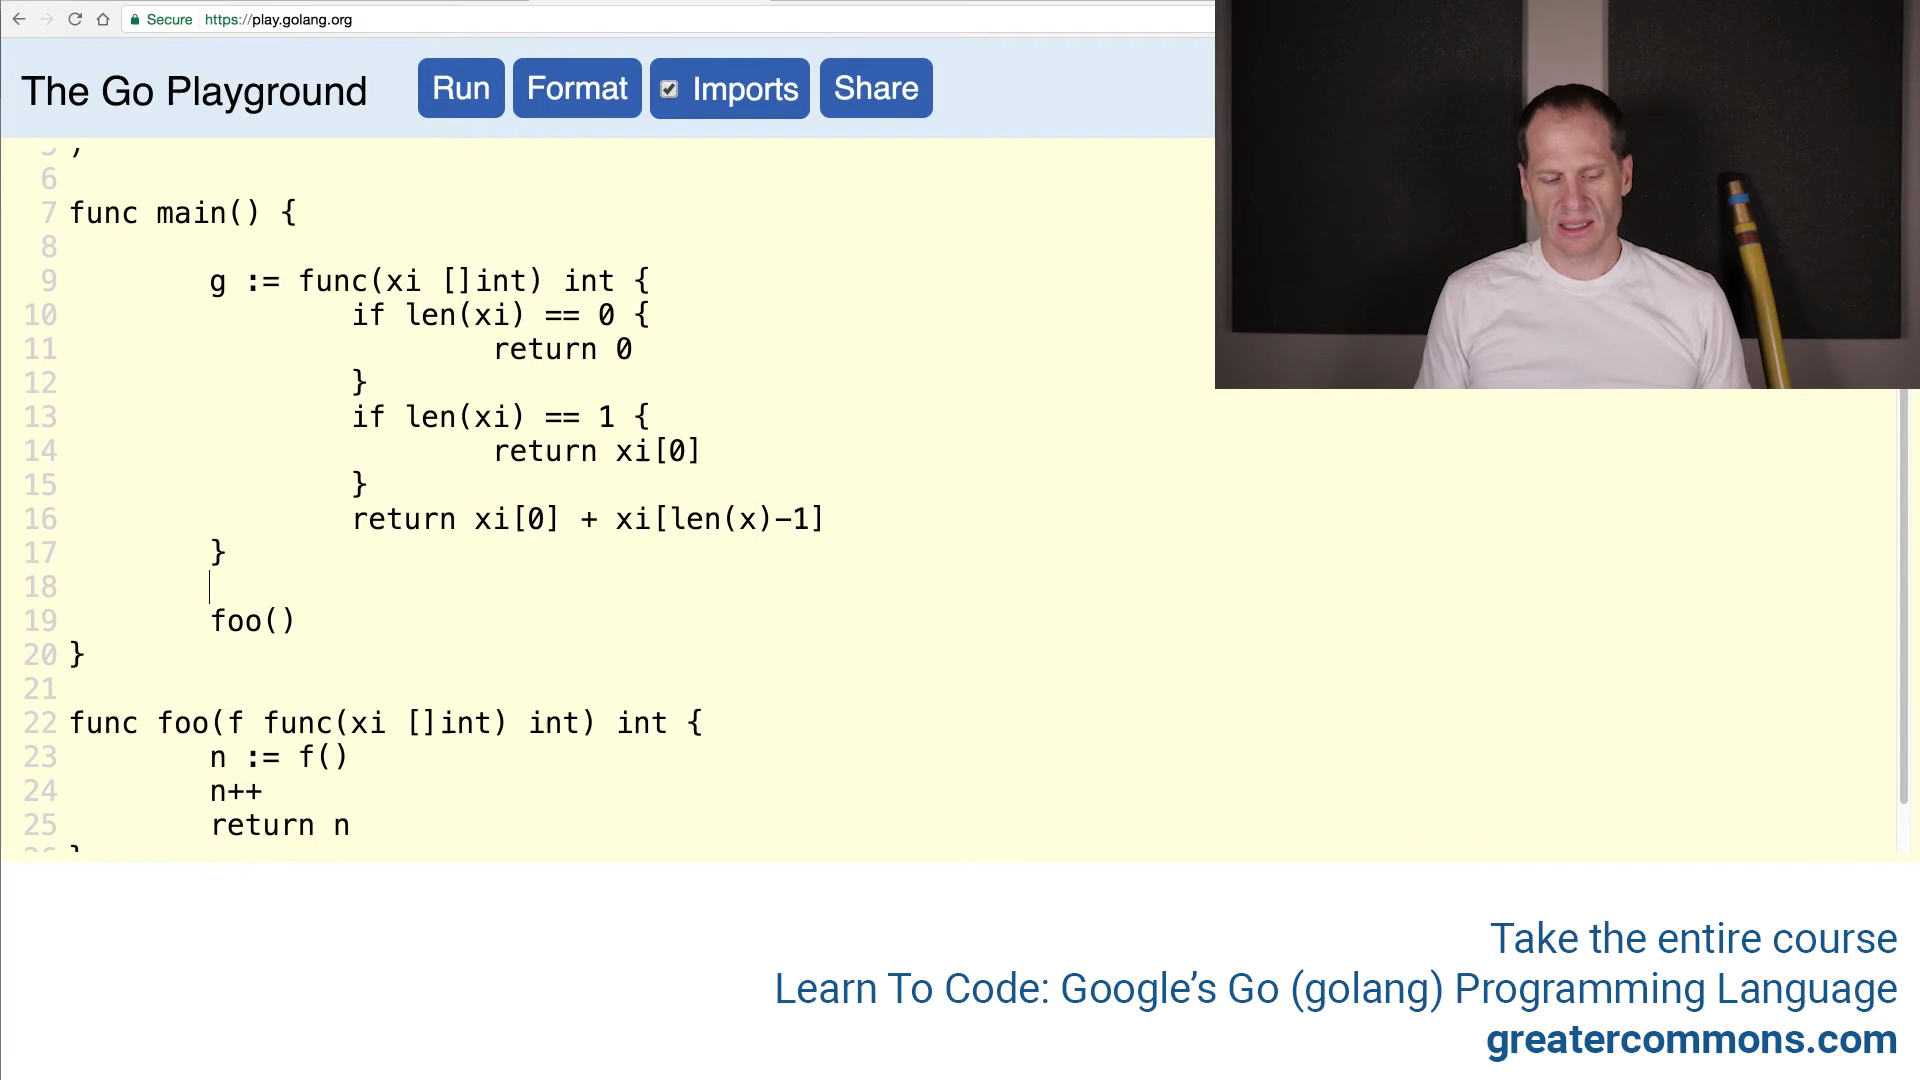 Secure https://play.golang.org
The Go Playground Run Format Imports Share
5 )
6
7 func main() {
8
9 g := func(xi []int) int {
10 if len(xi) == 0 {
11 return 0
12 }
13 if len(xi) == 1 {
14 return xi[0]
15 }
16 return xi[0] + xi[len(x)-1]
17 }
18
19 foo()
20 }
21
22 func foo(f func(xi []int) int) int {
23 n := f()
24 n++
25 return n
26 }
Take the entire course
Learn To Code: Google’s Go (golang) Programming Language
greatercommons.com